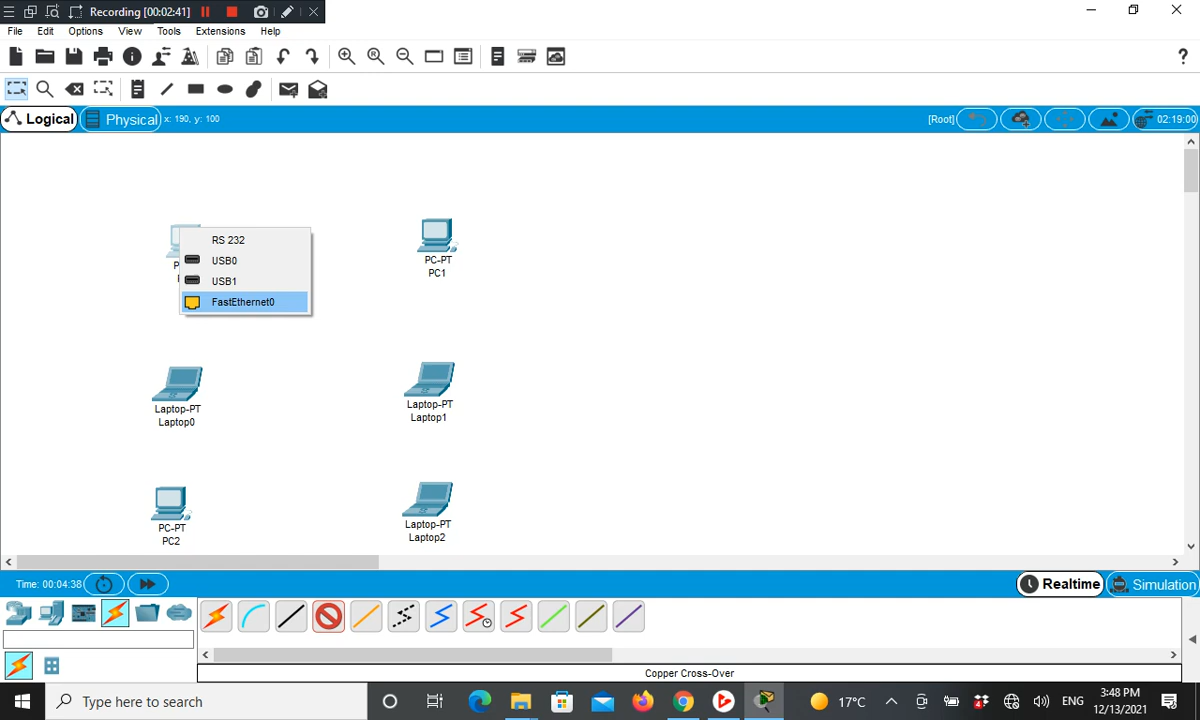 Recording [00:02:41]
File Edit Options View Tools Extensions Help
?
Logical Physical x: 190, y: 100 [Root] 02:19:00
RS 232
USB0
USB1
FastEthernet0
P
PC-PT
PC1
Laptop-PT
Laptop0
Laptop-PT
Laptop1
PC-PT
PC2
Laptop-PT
Laptop2
Time: 00:04:38 Realtime Simulation
Copper Cross-Over
Type here to search
17°C ENG 3:48 PM
12/13/2021